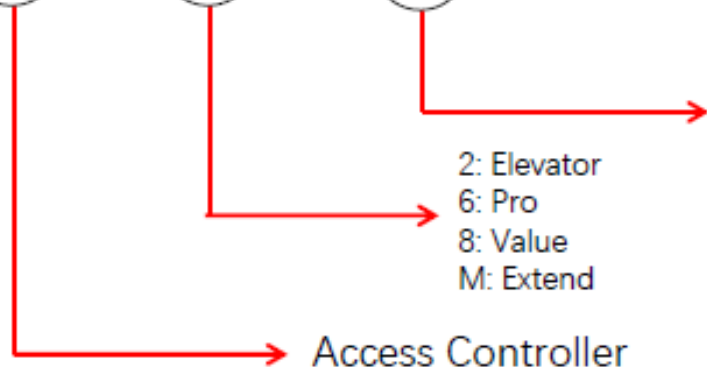 2: Elevator
6: Pro
8: Value
M: Extend
Access Controller